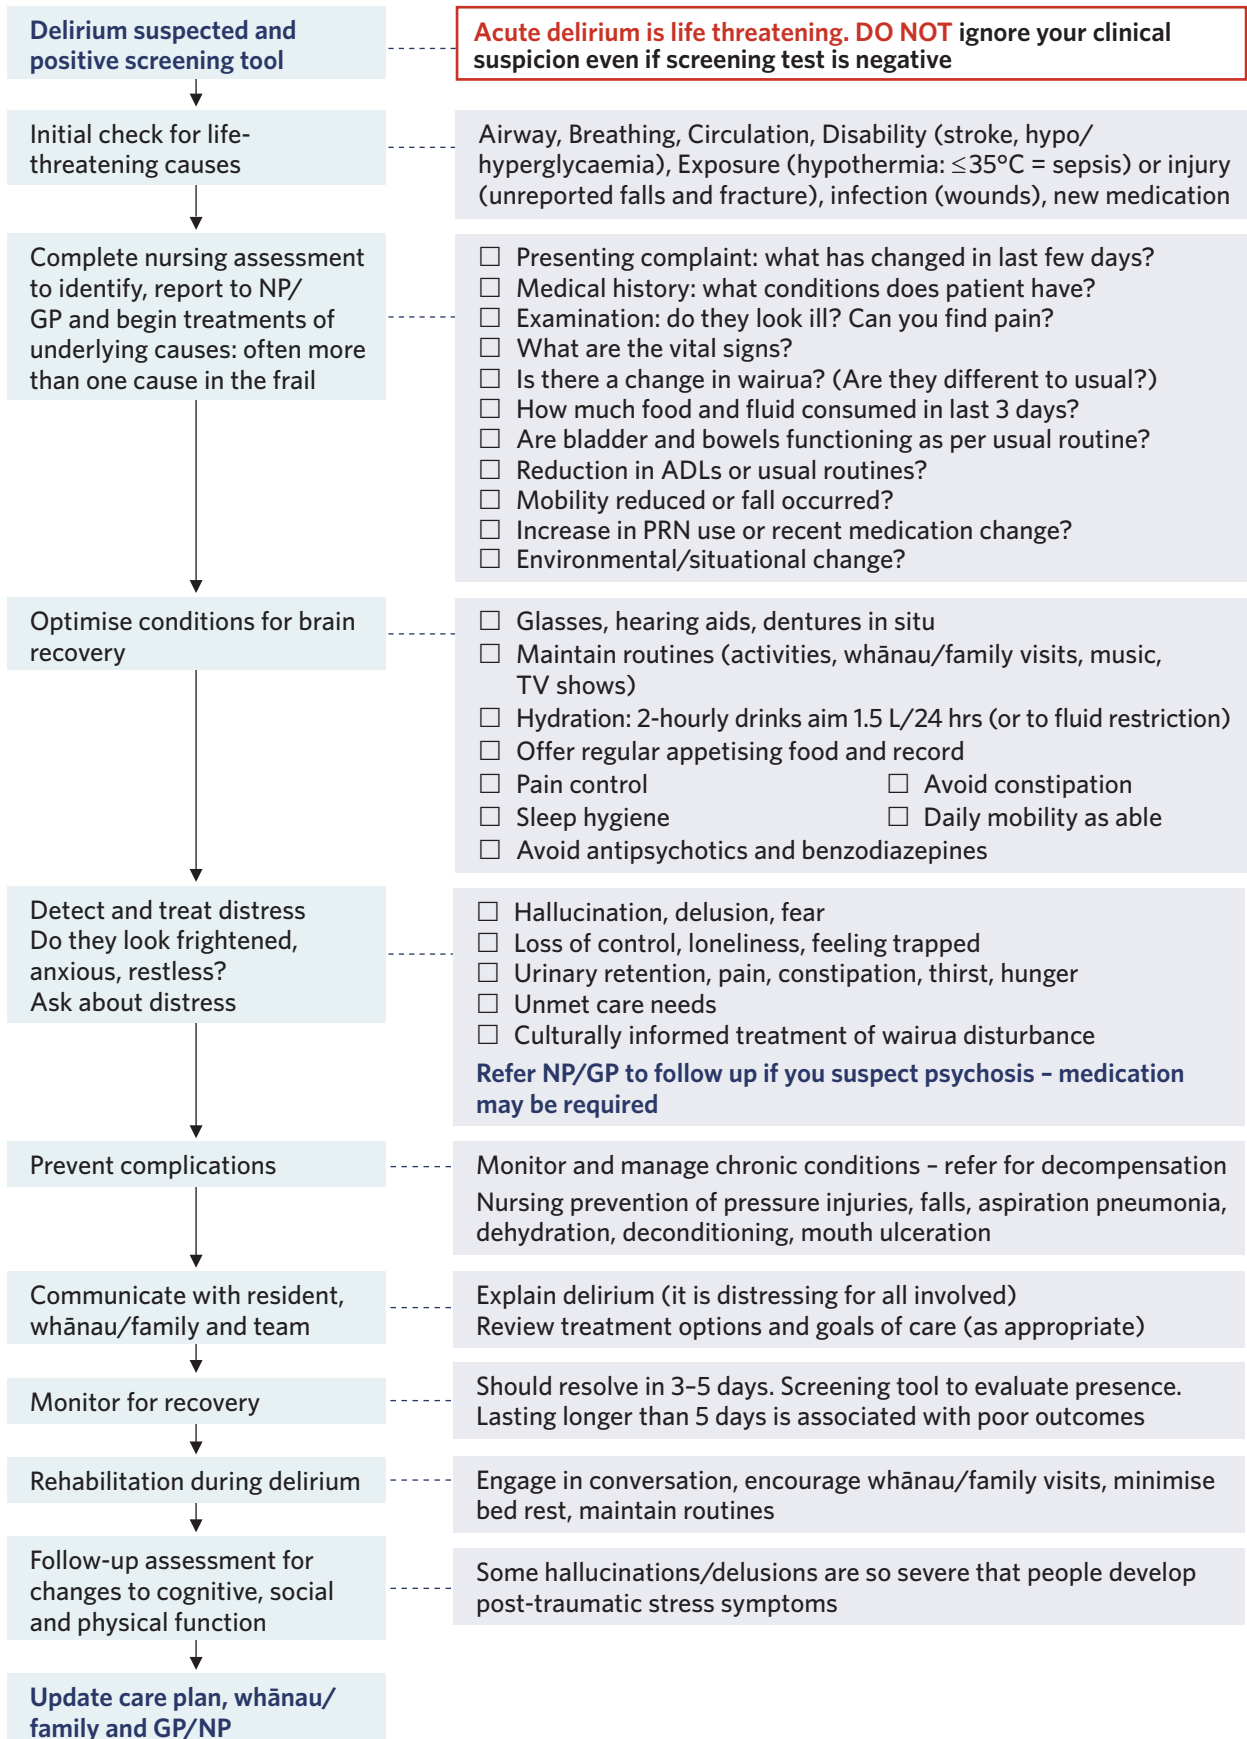 Delirium suspected and
positive screening tool
Acute delirium is life threatening. DO NOT ignore your clinical
suspicion even if screening test is negative
Initial check for life-
threatening causes
Airway, Breathing, Circulation, Disability (stroke, hypo/
hyperglycaemia), Exposure (hypothermia: ≤35°C = sepsis) or injury
(unreported falls and fracture), infection (wounds), new medication
Complete nursing assessment
to identify, report to NP/
GP and begin treatments of
underlying causes: often more
than one cause in the frail
☐ Presenting complaint: what has changed in last few days?
☐ Medical history: what conditions does patient have?
☐ Examination: do they look ill? Can you find pain?
☐ What are the vital signs?
☐ Is there a change in wairua? (Are they different to usual?)
☐ How much food and fluid consumed in last 3 days?
☐ Are bladder and bowels functioning as per usual routine?
☐ Reduction in ADLs or usual routines?
☐ Mobility reduced or fall occurred?
☐ Increase in PRN use or recent medication change?
☐ Environmental/situational change?
Optimise conditions for brain
recovery
☐ Glasses, hearing aids, dentures in situ
☐ Maintain routines (activities, whānau/family visits, music,
TV shows)
☐ Hydration: 2-hourly drinks aim 1.5 L/24 hrs (or to fluid restriction)
☐ Offer regular appetising food and record
☐ Pain control ☐ Avoid constipation
☐ Sleep hygiene ☐ Daily mobility as able
☐ Avoid antipsychotics and benzodiazepines
Detect and treat distress
Do they look frightened,
anxious, restless?
Ask about distress
☐ Hallucination, delusion, fear
☐ Loss of control, loneliness, feeling trapped
☐ Urinary retention, pain, constipation, thirst, hunger
☐ Unmet care needs
☐ Culturally informed treatment of wairua disturbance
Refer NP/GP to follow up if you suspect psychosis – medication
may be required
Prevent complications
Monitor and manage chronic conditions – refer for decompensation
Nursing prevention of pressure injuries, falls, aspiration pneumonia,
dehydration, deconditioning, mouth ulceration
Communicate with resident,
whānau/family and team
Explain delirium (it is distressing for all involved)
Review treatment options and goals of care (as appropriate)
Monitor for recovery
Should resolve in 3–5 days. Screening tool to evaluate presence.
Lasting longer than 5 days is associated with poor outcomes
Rehabilitation during delirium
Engage in conversation, encourage whānau/family visits, minimise
bed rest, maintain routines
Follow-up assessment for
changes to cognitive, social
and physical function
Some hallucinations/delusions are so severe that people develop
post-traumatic stress symptoms
Update care plan, whānau/
family and GP/NP